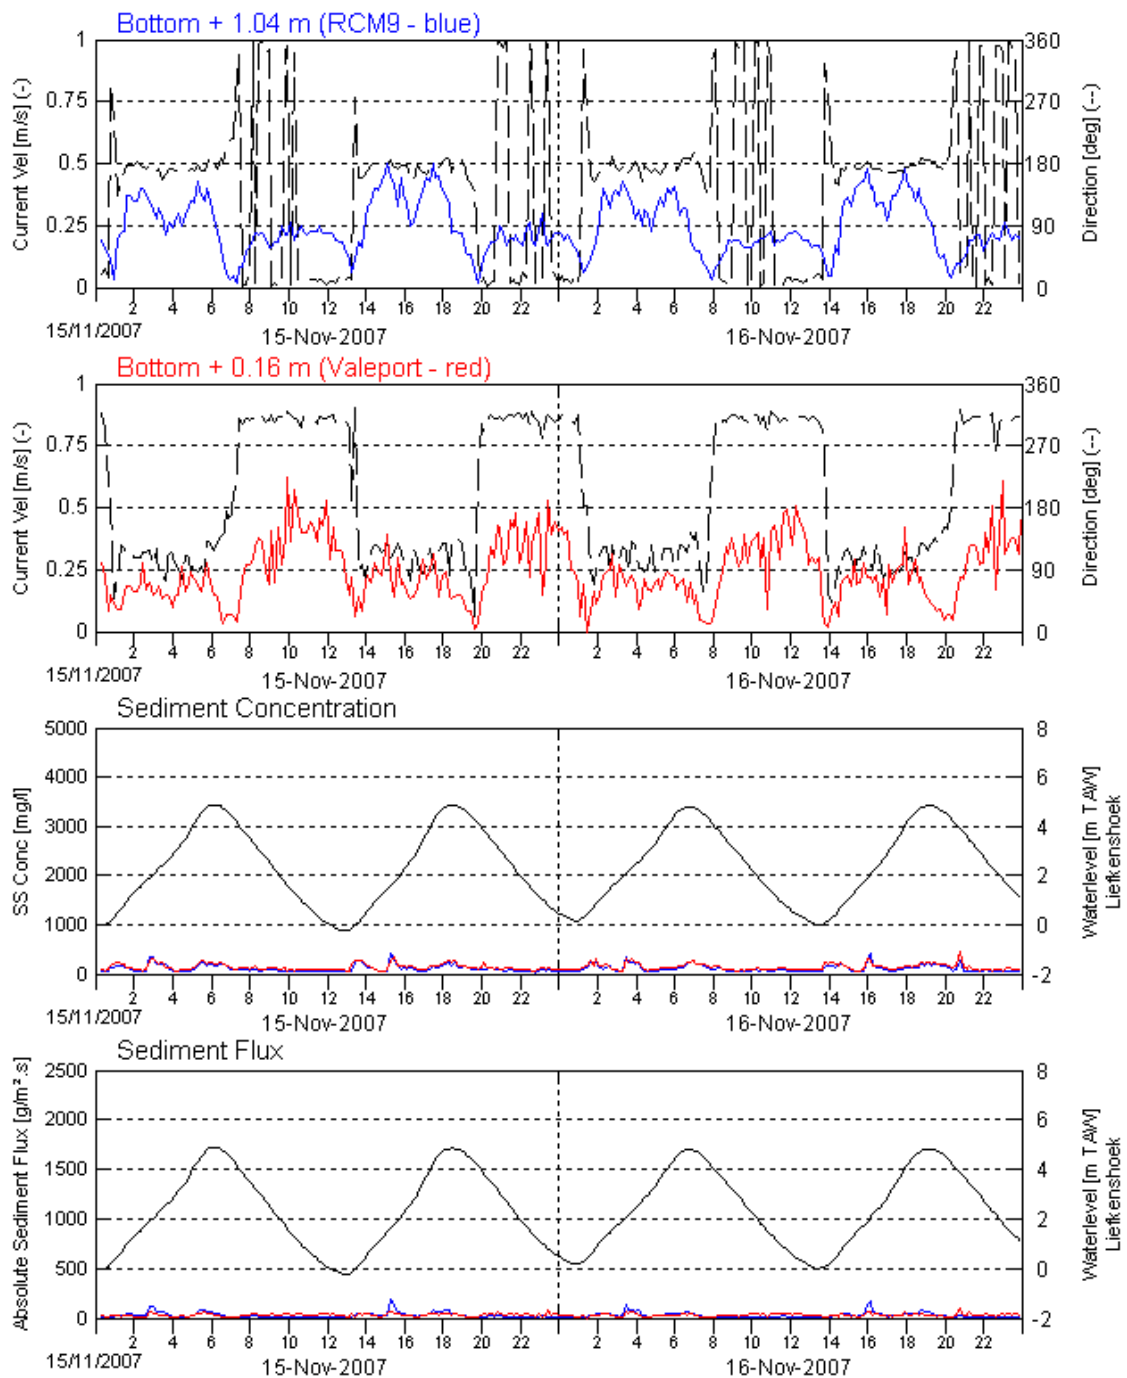 Bottom + 1.04 m (RCM9 - blue)
Current Vel [m/s] (-)
1
0.75
0.5
0.25
0
360
270
180
90
0
Direction [deg] (--)
2 4 6 8 10 12 14 16 18 20 22 2 4 6 8 10 12 14 16 18 20 22
15/11/2007
15-Nov-2007
16-Nov-2007
Bottom + 0.16 m (Valeport - red)
Current Vel [m/s] (-)
1
0.75
0.5
0.25
0
360
270
180
90
0
Direction [deg] (--)
2 4 6 8 10 12 14 16 18 20 22 2 4 6 8 10 12 14 16 18 20 22
15/11/2007
15-Nov-2007
16-Nov-2007
Sediment Concentration
SS Conc [mg/l]
5000
4000
3000
2000
1000
0
8
6
4
2
0
-2
Waterlevel [m TAW]
Liefkenshoek
2 4 6 8 10 12 14 16 18 20 22 2 4 6 8 10 12 14 16 18 20 22
15/11/2007
15-Nov-2007
16-Nov-2007
Sediment Flux
Absolute Sediment Flux [g/m².s]
2500
2000
1500
1000
500
0
8
6
4
2
0
-2
Waterlevel [m TAW]
Liefkenshoek
2 4 6 8 10 12 14 16 18 20 22 2 4 6 8 10 12 14 16 18 20 22
15/11/2007
15-Nov-2007
16-Nov-2007